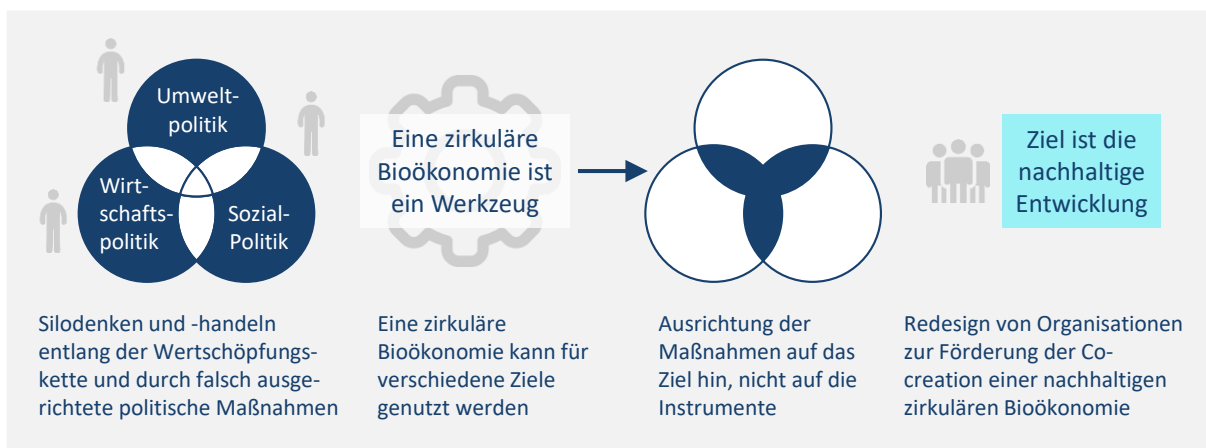 Umwelt-
politik
Wirt-
schafts-
politik
Sozial-
Politik
Eine zirkuläre
Bioökonomie ist
ein Werkzeug
Ziel ist die
nachhaltige
Entwicklung
Silodenken und -handeln
entlang der Wertschöpfungs-
kette und durch falsch ausge-
richtete politische Maßnahmen
Eine zirkuläre
Bioökonomie kann für
verschiedene Ziele
genutzt werden
Ausrichtung der
Maßnahmen auf das
Ziel hin, nicht auf die
Instrumente
Redesign von Organisationen
zur Förderung der Co-
creation einer nachhaltigen
zirkulären Bioökonomie